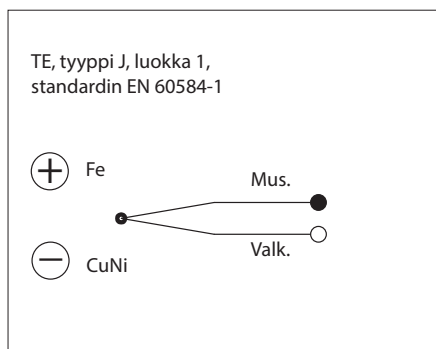 TE, tyyppi J, luokka 1,
standardin EN 60584-1
+ Fe
Mus.
− CuNi
Valk.